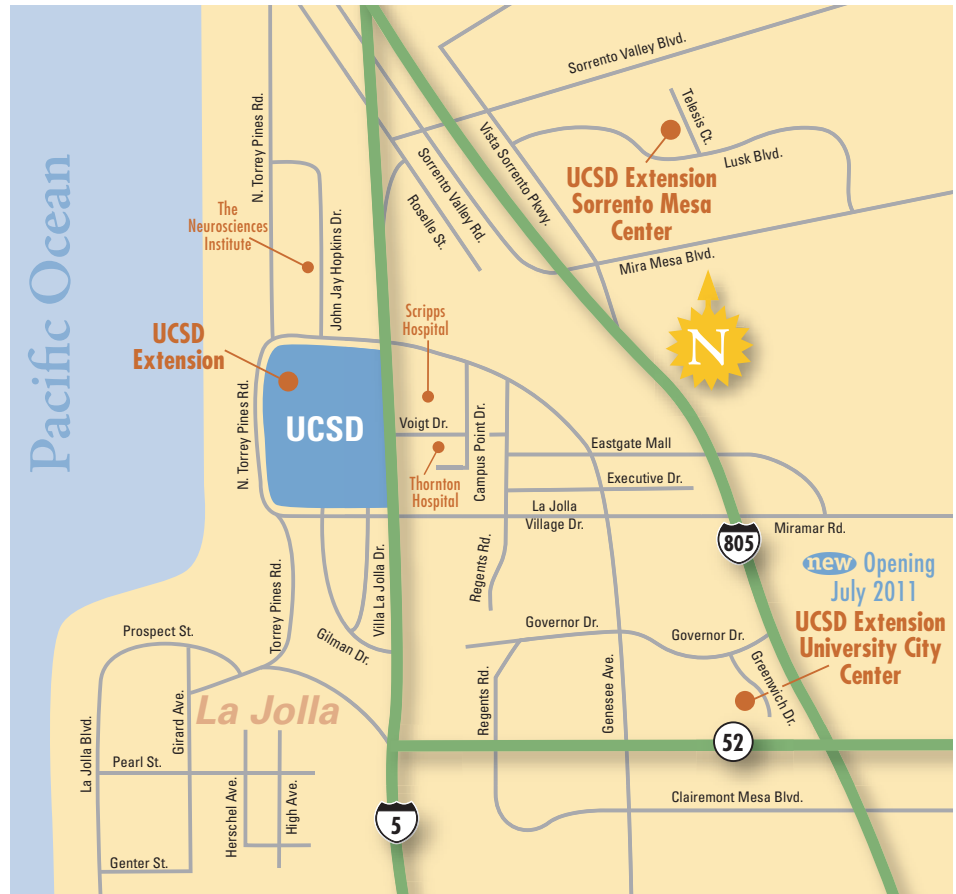 Sorrento Valley Blvd.
Telesis Ct.
N. Torrey Pines Rd.
Vista Sorrento Pkwy.
Lusk Blvd.
Sorrento Valley Rd.
UCSD Extension
Sorrento Mesa
Center
Roselle St.
The
Neurosciences
Institute
John Jay Hopkins Dr.
Mira Mesa Blvd.
Pacific Ocean
Scripps
Hospital
N
UCSD
Extension
UCSD
N. Torrey Pines Rd.
Voigt Dr.
Campus Point Dr.
Eastgate Mall
Thornton
Hospital
Executive Dr.
La Jolla
Village Dr.
Miramar Rd.
805
new Opening
July 2011
UCSD Extension
University City
Center
Torrey Pines Rd.
Villa La Jolla Dr.
Regents Rd.
Gilman Dr.
Prospect St.
Governor Dr.
Governor Dr.
Greenwich Dr.
La Jolla
La Jolla Blvd.
Girard Ave.
Regents Rd.
Genesee Ave.
52
Pearl St.
Herschel Ave.
High Ave.
Clairemont Mesa Blvd.
5
Genter St.